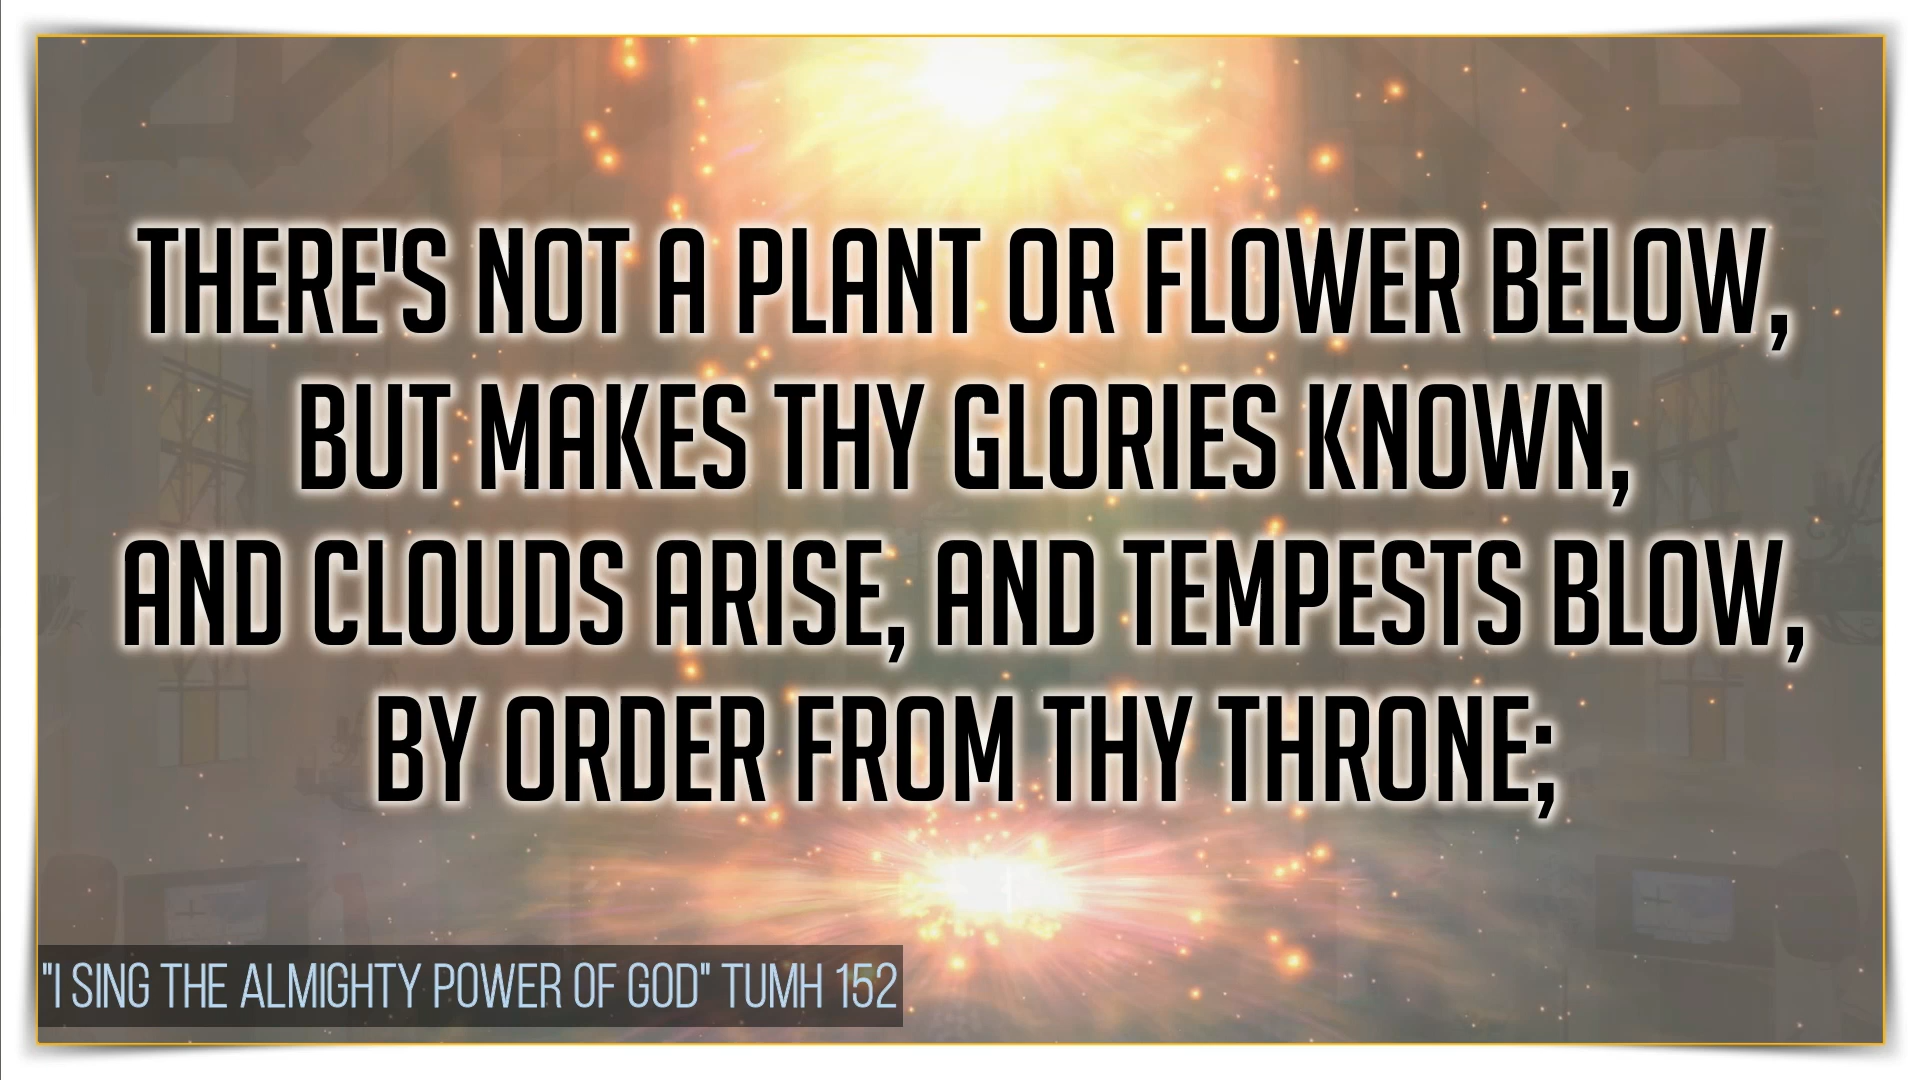 THERE'S NOT A PLANT OR FLOWER BELOW,
BUT MAKES THY GLORIES KNOWN,
AND CLOUDS ARISE, AND TEMPESTS BLOW,
BY ORDER FROM THY THRONE;
"I SING THE ALMIGHTY POWER OF GOD" TUMH 152